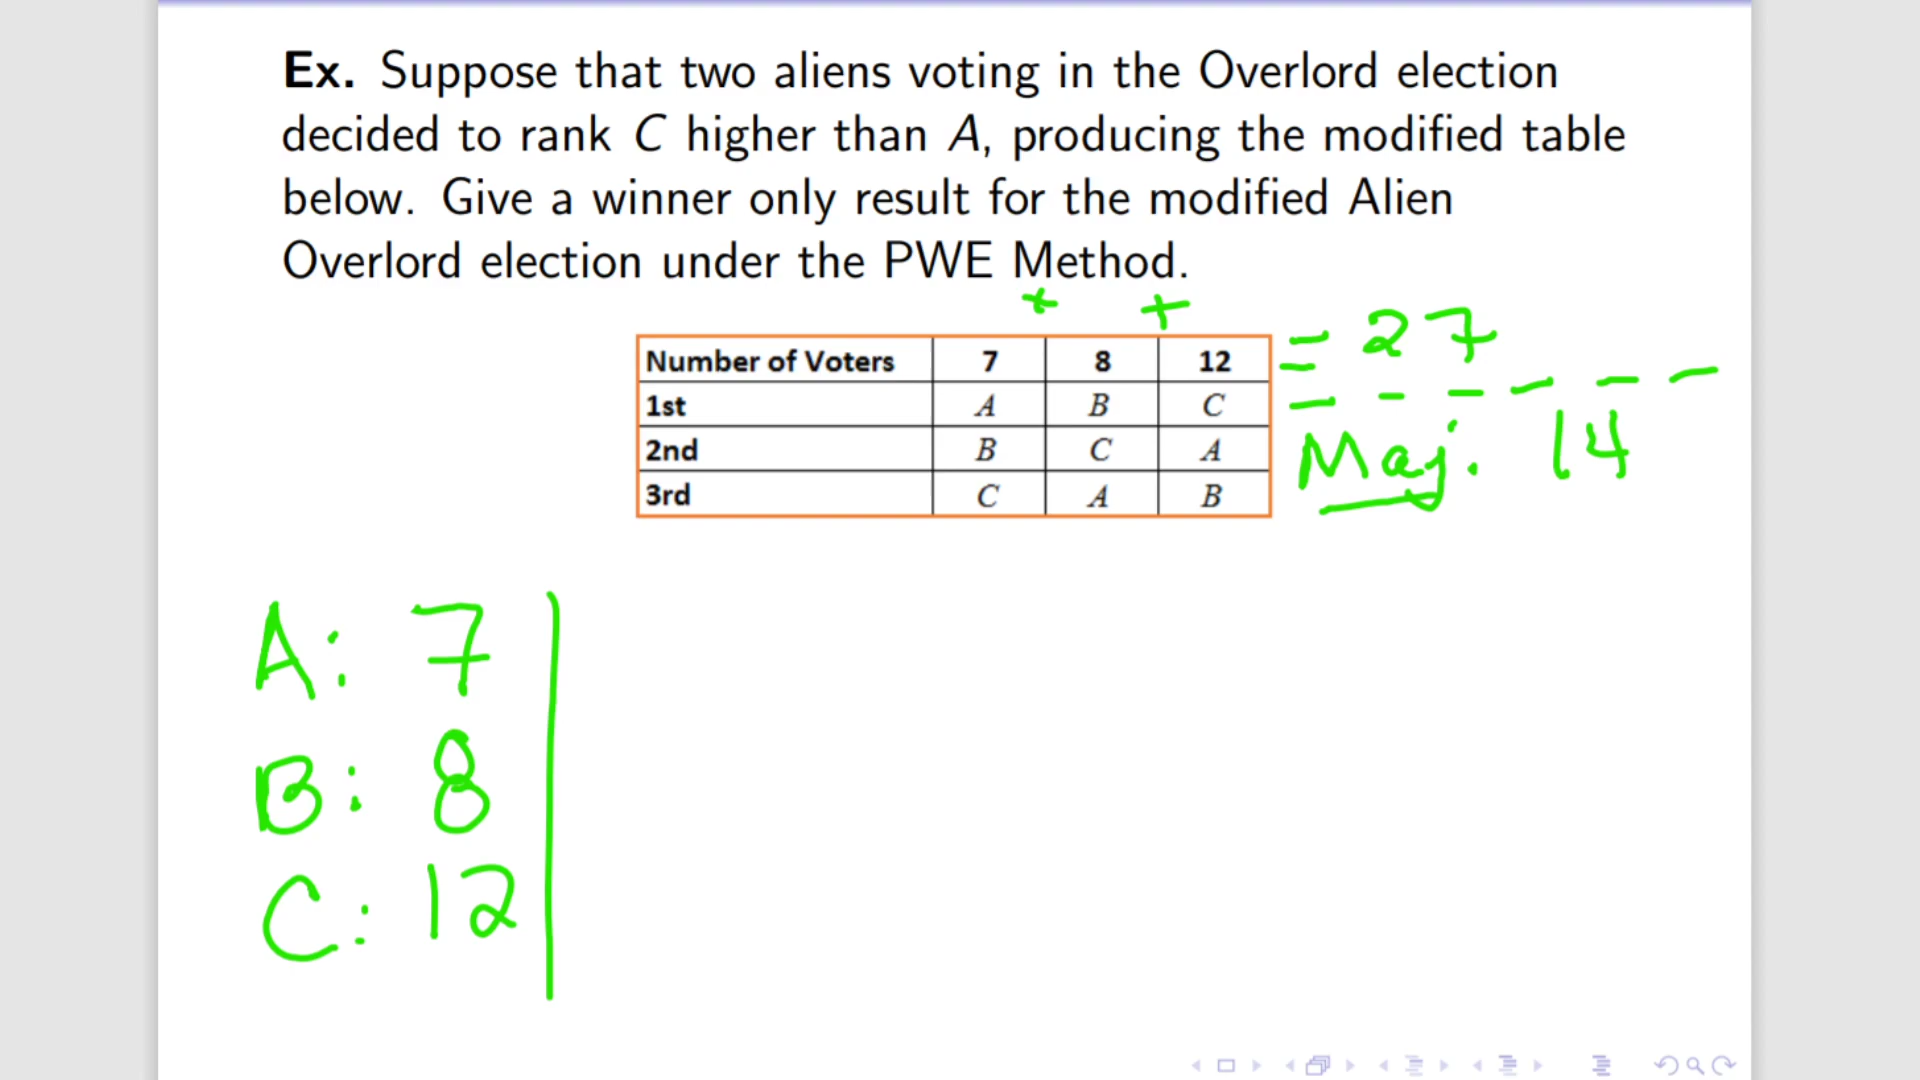 Ex. Suppose that two aliens voting in the Overlord election
decided to rank C higher than A, producing the modified table
below. Give a winner only result for the modified Alien
Overlord election under the PWE Method.
+ +
Number of Voters 7 8 12 = 27
1st A B C
2nd B C A Maj. 14
3rd C A B
A: 7
B: 8
C: 12